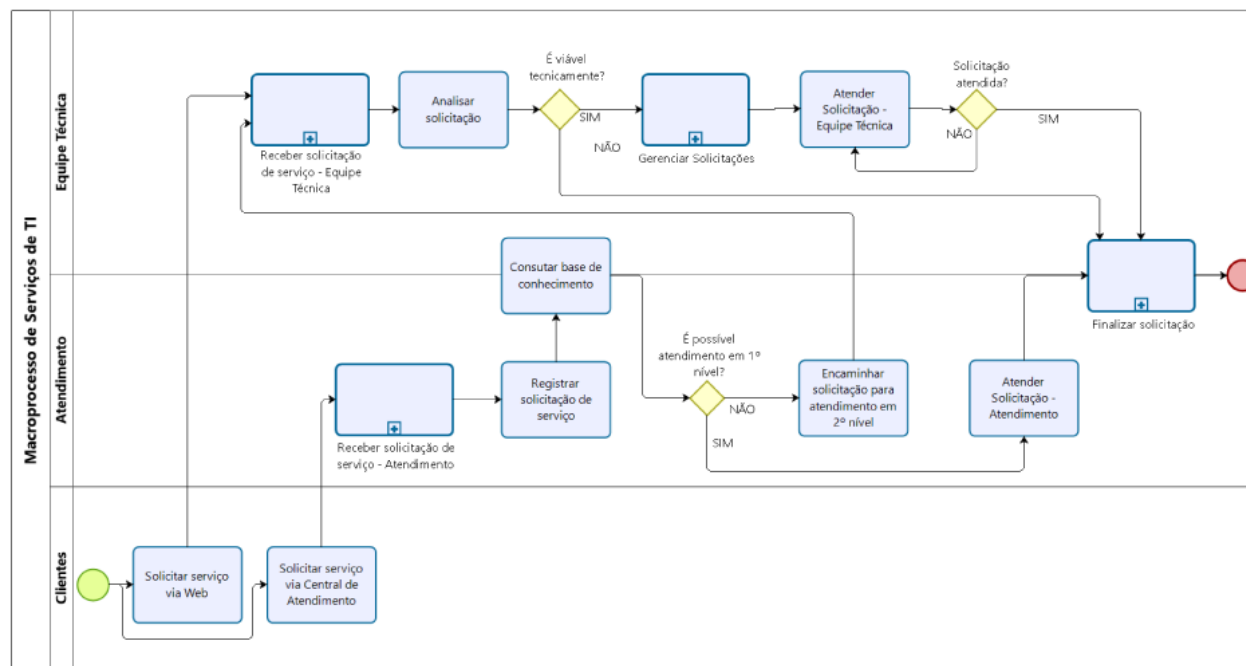 Macroprocesso de Serviços de TI
Equipe Técnica
Receber solicitação
de serviço - Equipe
Técnica
Analisar
solicitação
É viável
tecnicamente?
SIM
NÃO
Gerenciar Solicitações
Atender
Solicitação -
Equipe Técnica
Solicitação
atendida?
NÃO
SIM
Atendimento
Receber solicitação de
serviço - Atendimento
Registrar
solicitação de
serviço
Consutar base de
conhecimento
É possível
atendimento em 1º
nível?
NÃO
SIM
Encaminhar
solicitação para
atendimento em
2º nível
Atender
Solicitação -
Atendimento
Finalizar solicitação
Clientes
Solicitar serviço
via Web
Solicitar serviço
via Central de
Atendimento